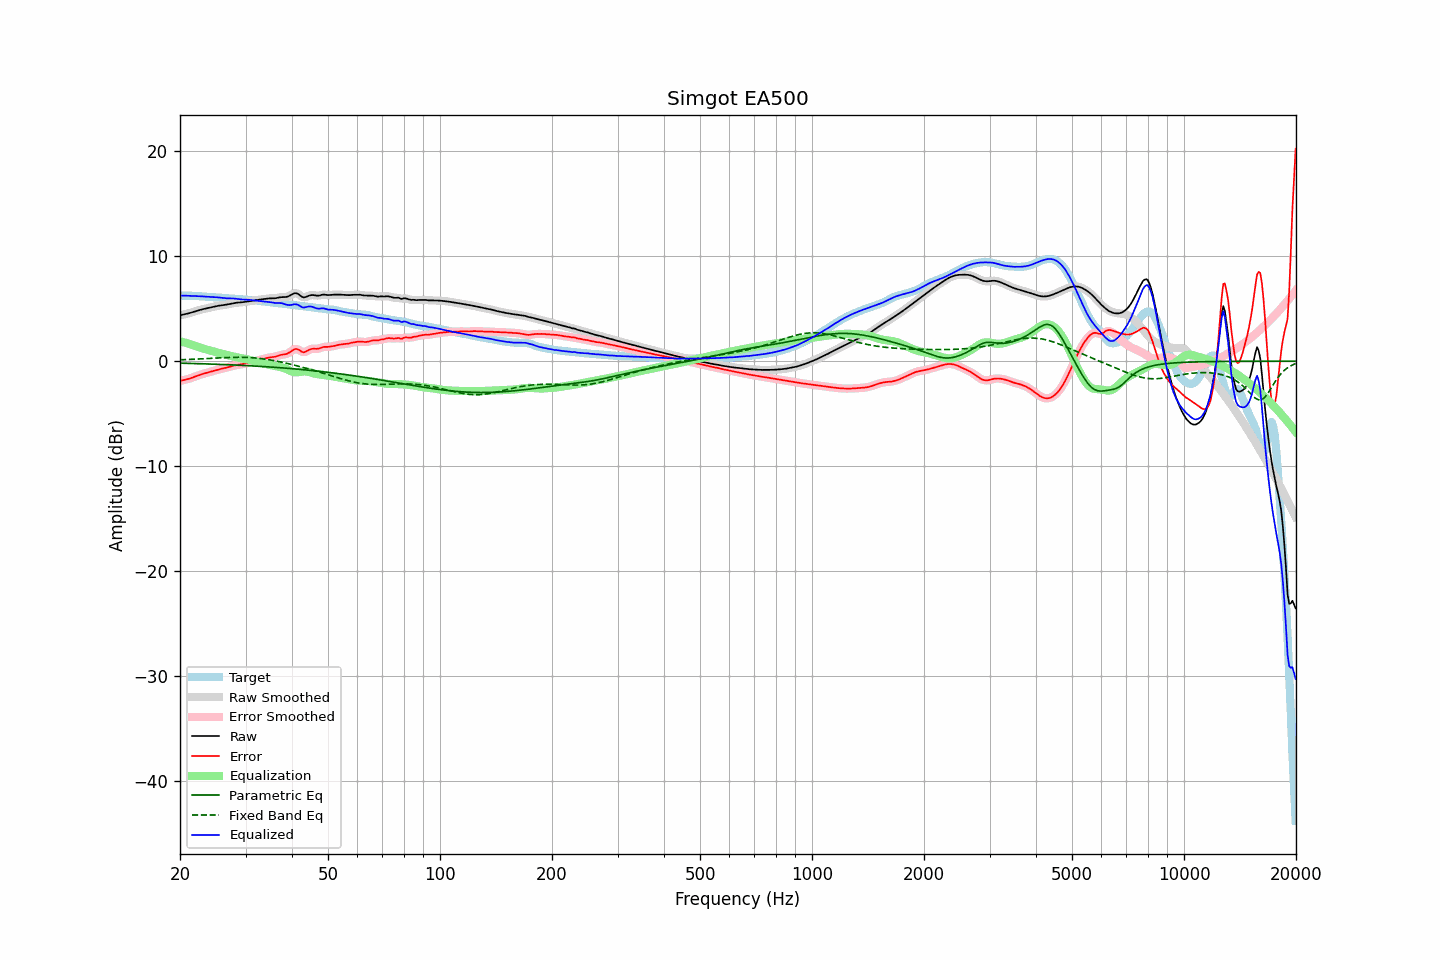 Simgot EA500
20
10
0
−10
−20
−30
−40
Amplitude (dBr)
Target
Raw Smoothed
Error Smoothed
Raw
Error
Equalization
Parametric Eq
Fixed Band Eq
Equalized
20 50 100 200 500 1000 2000 5000 10000 20000
Frequency (Hz)